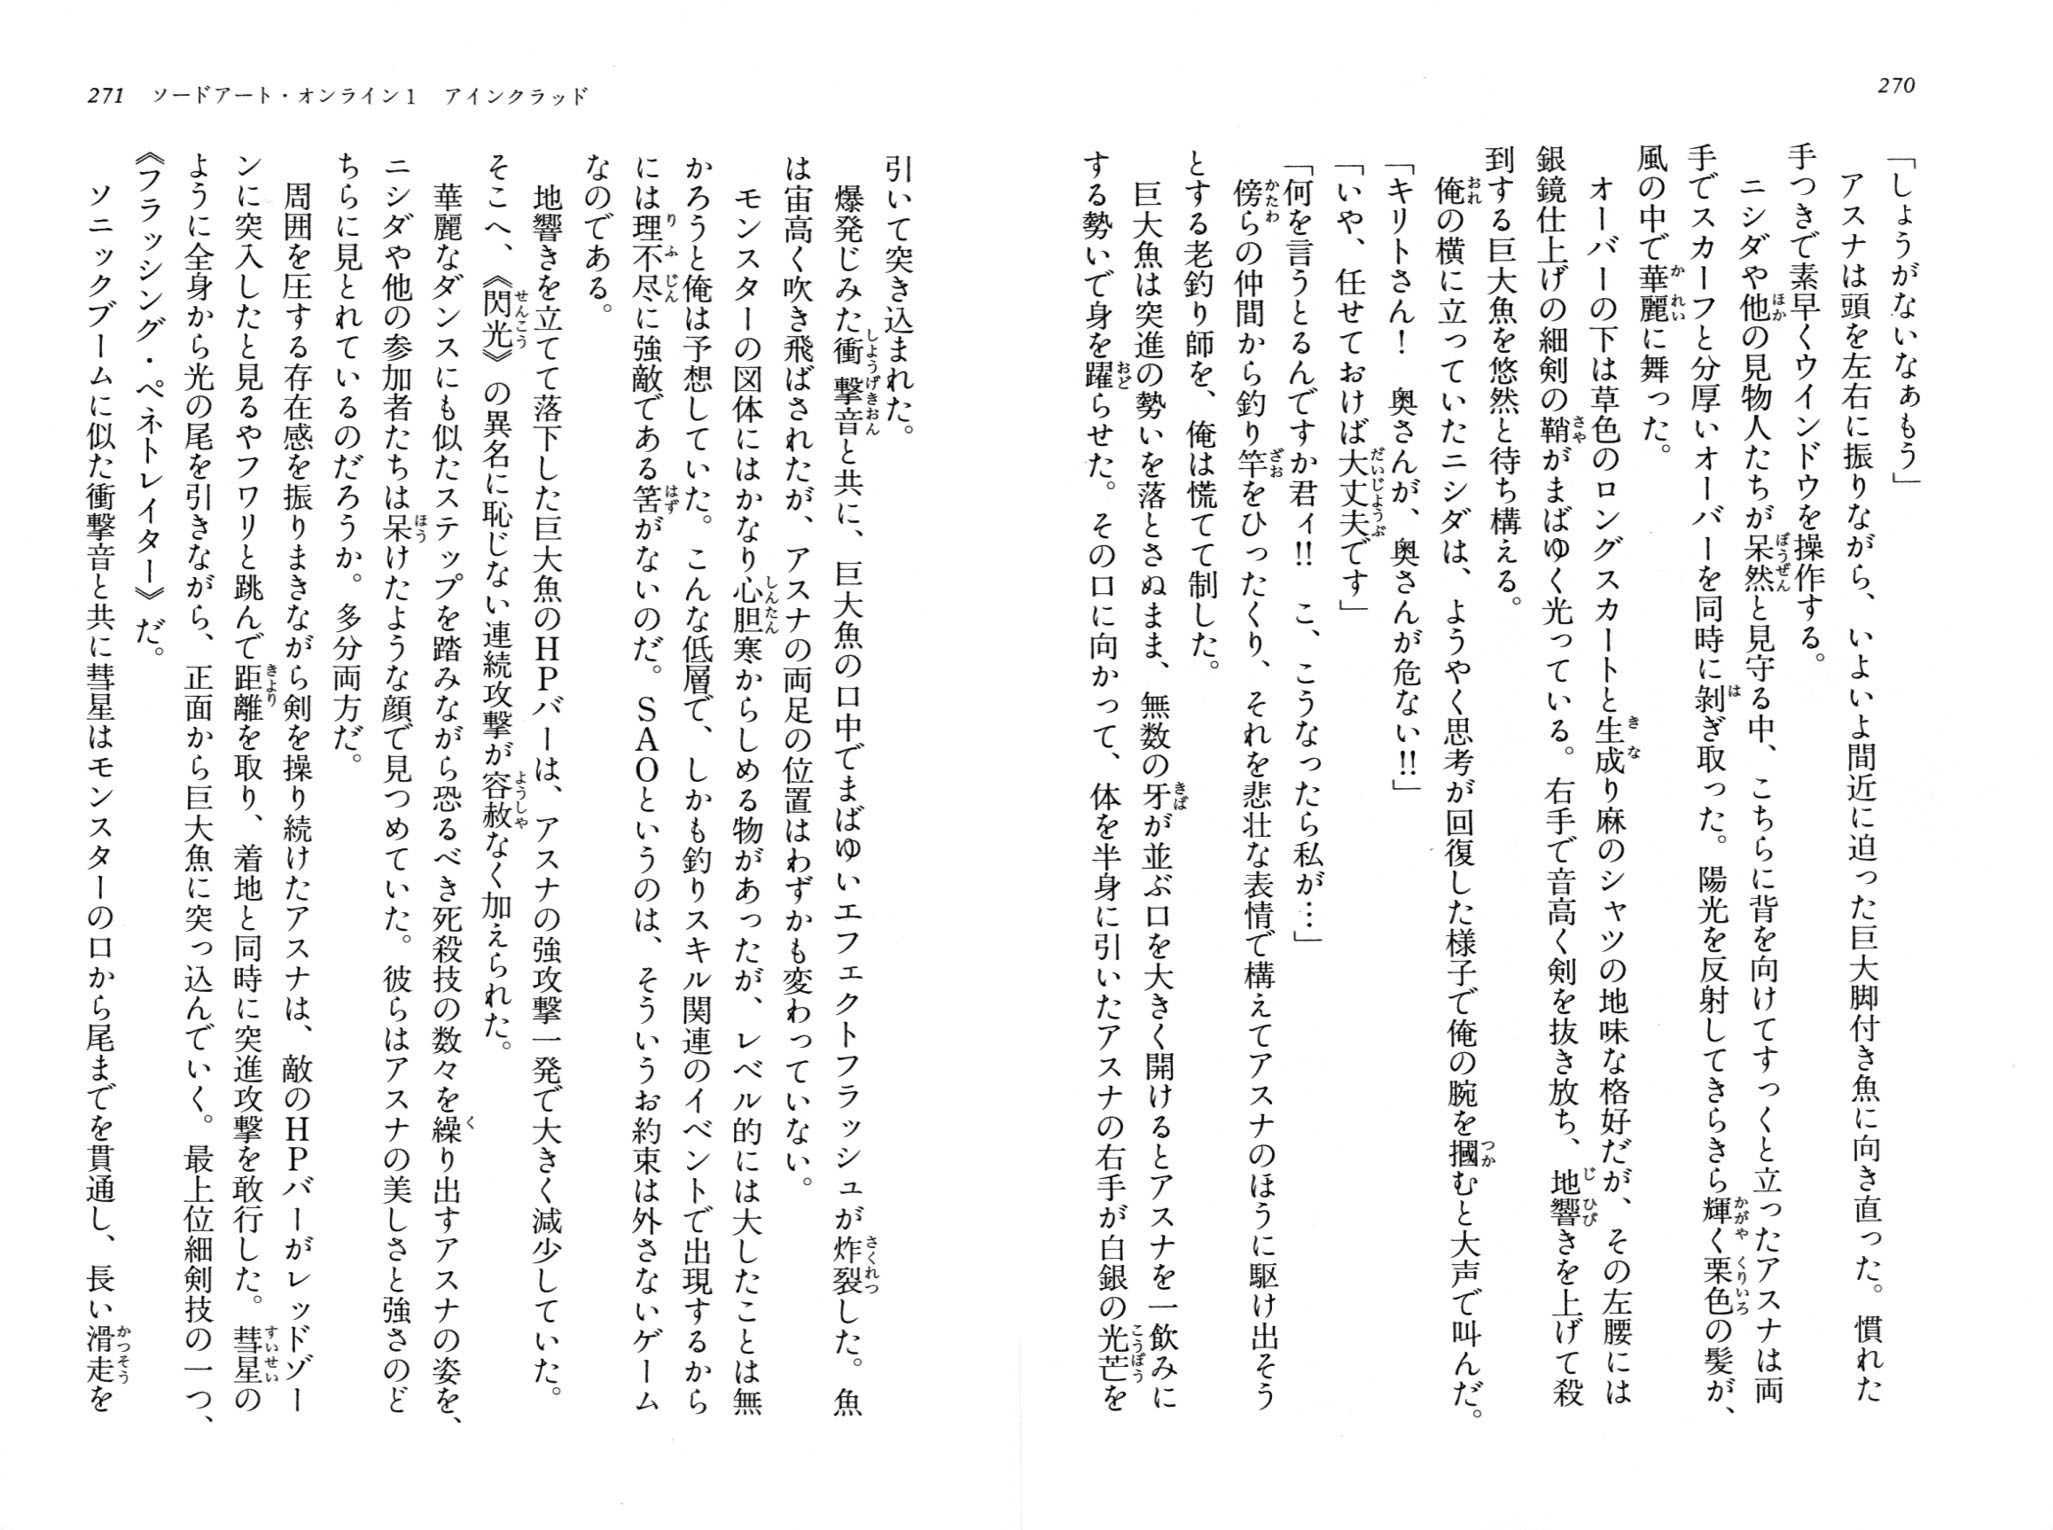 270
「しょうがないなぁもう」
　アスナは頭を左右に振りながら、いよいよ間近に迫った巨大脚付き魚に向き直った。慣れた
手つきで素早くウインドウを操作する。
　ニシダや他の見物人たちが呆然と見守る中、こちらに背を向けてすっくと立ったアスナは両
手でスカーフと分厚いオーバーを同時に剝ぎ取った。陽光を反射してきらきら輝く栗色の髪が、
風の中で華麗に舞った。
　オーバーの下は草色のロングスカートと生成り麻のシャツの地味な格好だが、その左腰には
銀鏡仕上げの細剣の鞘がまばゆく光っている。右手で音高く剣を抜き放ち、地響きを上げて殺
到する巨大魚を悠然と待ち構える。
　俺の横に立っていたニシダは、ようやく思考が回復した様子で俺の腕を摑むと大声で叫んだ。
「キリトさん！　奥さんが、奥さんが危ない!!」
「いや、任せておけば大丈夫です」
「何を言うとるんですか君ィ!!　こ、こうなったら私が…」
　傍らの仲間から釣り竿をひったくり、それを悲壮な表情で構えてアスナのほうに駆け出そう
とする老釣り師を、俺は慌てて制した。
　巨大魚は突進の勢いを落とさぬまま、無数の牙が並ぶ口を大きく開けるとアスナを一飲みに
する勢いで身を躍らせた。その口に向かって、体を半身に引いたアスナの右手が白銀の光芒を
271　ソードアート・オンライン1　アインクラッド
引いて突き込まれた。
　爆発じみた衝撃音と共に、巨大魚の口中でまばゆいエフェクトフラッシュが炸裂した。魚
は宙高く吹き飛ばされたが、アスナの両足の位置はわずかも変わっていない。
　モンスターの図体にはかなり心胆寒からしめる物があったが、レベル的には大したことは無
かろうと俺は予想していた。こんな低層で、しかも釣りスキル関連のイベントで出現するから
には理不尽に強敵である筈がないのだ。ＳＡＯというのは、そういうお約束は外さないゲーム
なのである。
　地響きを立てて落下した巨大魚のＨＰバーは、アスナの強攻撃一発で大きく減少していた。
そこへ、《閃光》の異名に恥じない連続攻撃が容赦なく加えられた。
　華麗なダンスにも似たステップを踏みながら恐るべき死殺技の数々を繰り出すアスナの姿を、
ニシダや他の参加者たちは呆けたような顔で見つめていた。彼らはアスナの美しさと強さのど
ちらに見とれているのだろうか。多分両方だ。
　周囲を圧する存在感を振りまきながら剣を操り続けたアスナは、敵のＨＰバーがレッドゾー
ンに突入したと見るやフワリと跳んで距離を取り、着地と同時に突進攻撃を敢行した。彗星の
ように全身から光の尾を引きながら、正面から巨大魚に突っ込んでいく。最上位細剣技の一つ、
《フラッシング・ペネトレイター》だ。
　ソニックブームに似た衝撃音と共に彗星はモンスターの口から尾までを貫通し、長い滑走を